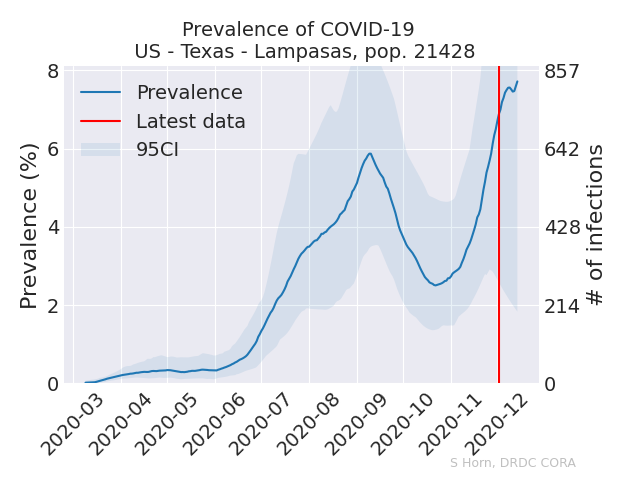 Prevalence of COVID-19
US - Texas - Lampasas, pop. 21428
Prevalence
Latest data
95CI
Prevalence (%)
8
6
4
2
0
# of infections
857
642
428
214
0
2020-03
2020-04
2020-05
2020-06
2020-07
2020-08
2020-09
2020-10
2020-11
2020-12
S Horn, DRDC CORA